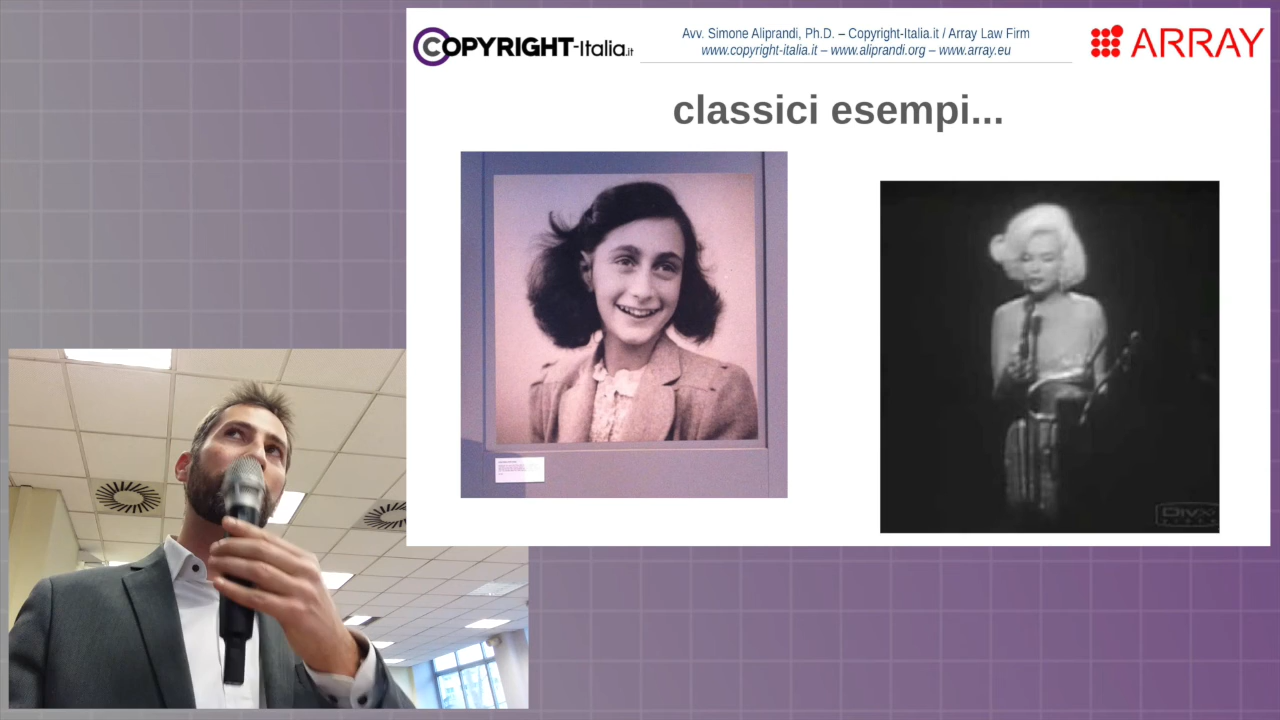 COPYRIGHT-Italia.it
Avv. Simone Aliprandi, Ph.D. – Copyright-Italia.it / Array Law Firm
www.copyright-italia.it – www.aliprandi.org – www.array.eu
ARRAY
classici esempi...
DivX